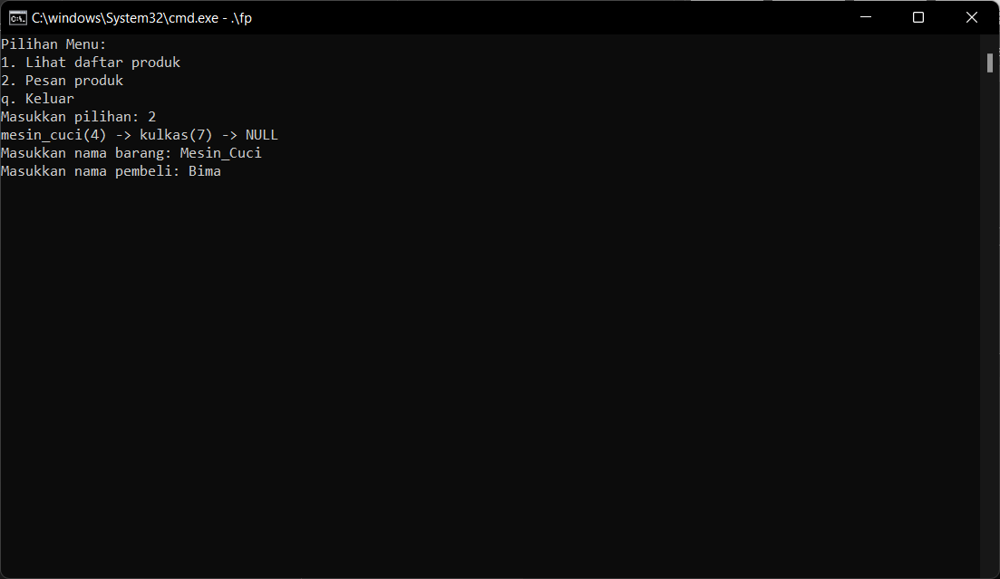 C:\windows\System32\cmd.exe - .\fp
Pilihan Menu:
1. Lihat daftar produk
2. Pesan produk
q. Keluar
Masukkan pilihan: 2
mesin_cuci(4) -> kulkas(7) -> NULL
Masukkan nama barang: Mesin_Cuci
Masukkan nama pembeli: Bima